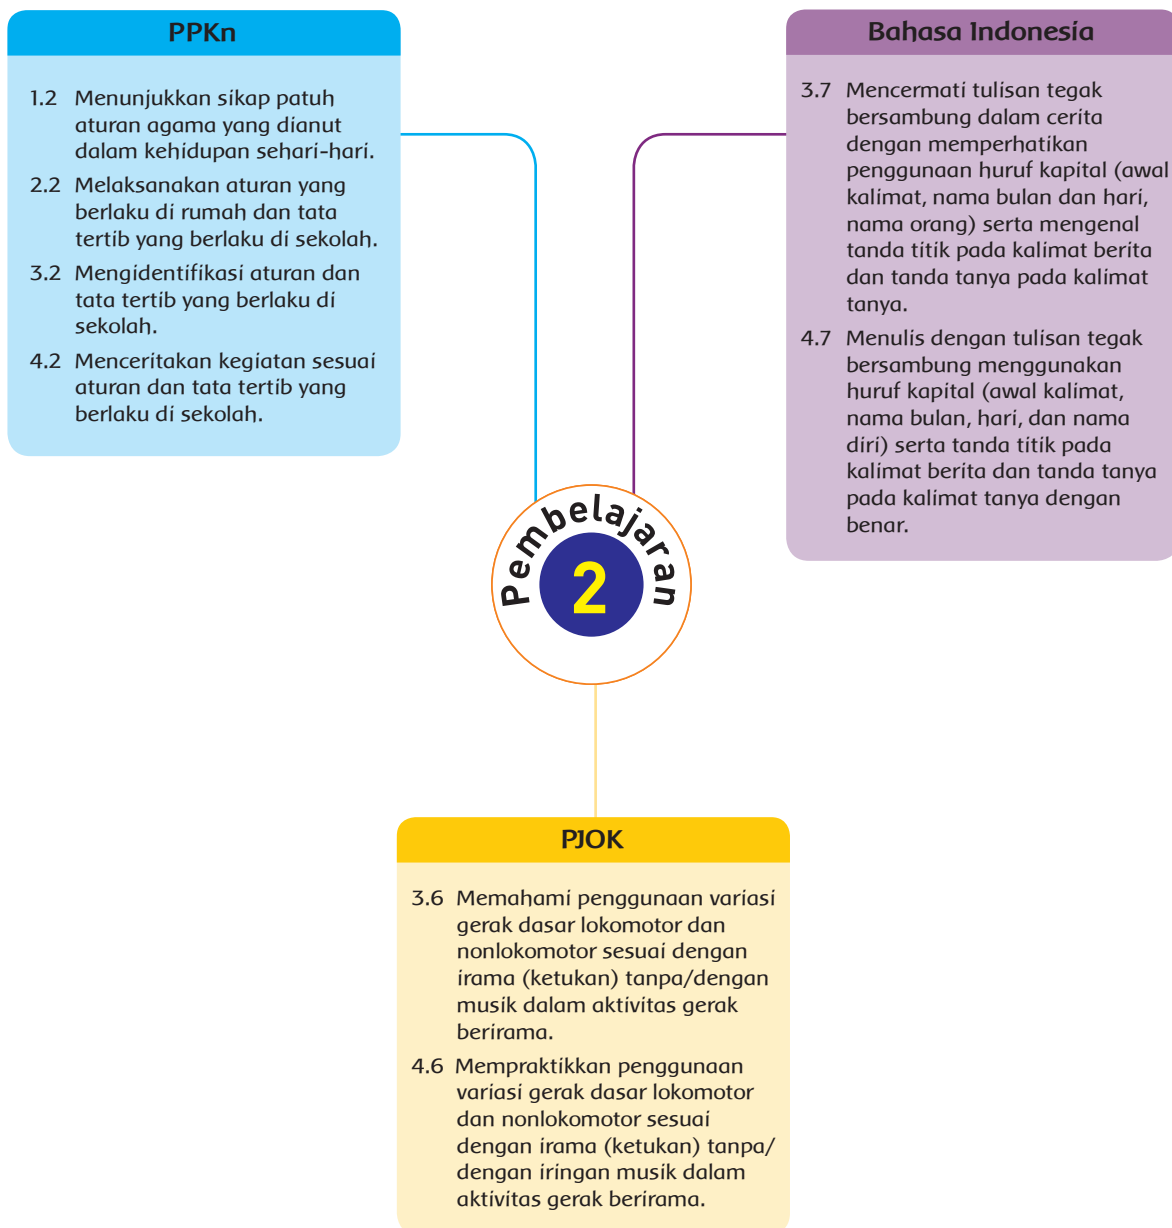 PPKn
1.2 Menunjukkan sikap patuh
aturan agama yang dianut
dalam kehidupan sehari-hari.
2.2 Melaksanakan aturan yang
berlaku di rumah dan tata
tertib yang berlaku di sekolah.
3.2 Mengidentifikasi aturan dan
tata tertib yang berlaku di
sekolah.
4.2 Menceritakan kegiatan sesuai
aturan dan tata tertib yang
berlaku di sekolah.
Bahasa Indonesia
3.7 Mencermati tulisan tegak
bersambung dalam cerita
dengan memperhatikan
penggunaan huruf kapital (awal
kalimat, nama bulan dan hari,
nama orang) serta mengenal
tanda titik pada kalimat berita
dan tanda tanya pada kalimat
tanya.
4.7 Menulis dengan tulisan tegak
bersambung menggunakan
huruf kapital (awal kalimat,
nama bulan, hari, dan nama
diri) serta tanda titik pada
kalimat berita dan tanda tanya
pada kalimat tanya dengan
benar.
Pembelajaran
2
PJOK
3.6 Memahami penggunaan variasi
gerak dasar lokomotor dan
nonlokomotor sesuai dengan
irama (ketukan) tanpa/dengan
musik dalam aktivitas gerak
berirama.
4.6 Mempraktikkan penggunaan
variasi gerak dasar lokomotor
dan nonlokomotor sesuai
dengan irama (ketukan) tanpa/
dengan iringan musik dalam
aktivitas gerak berirama.